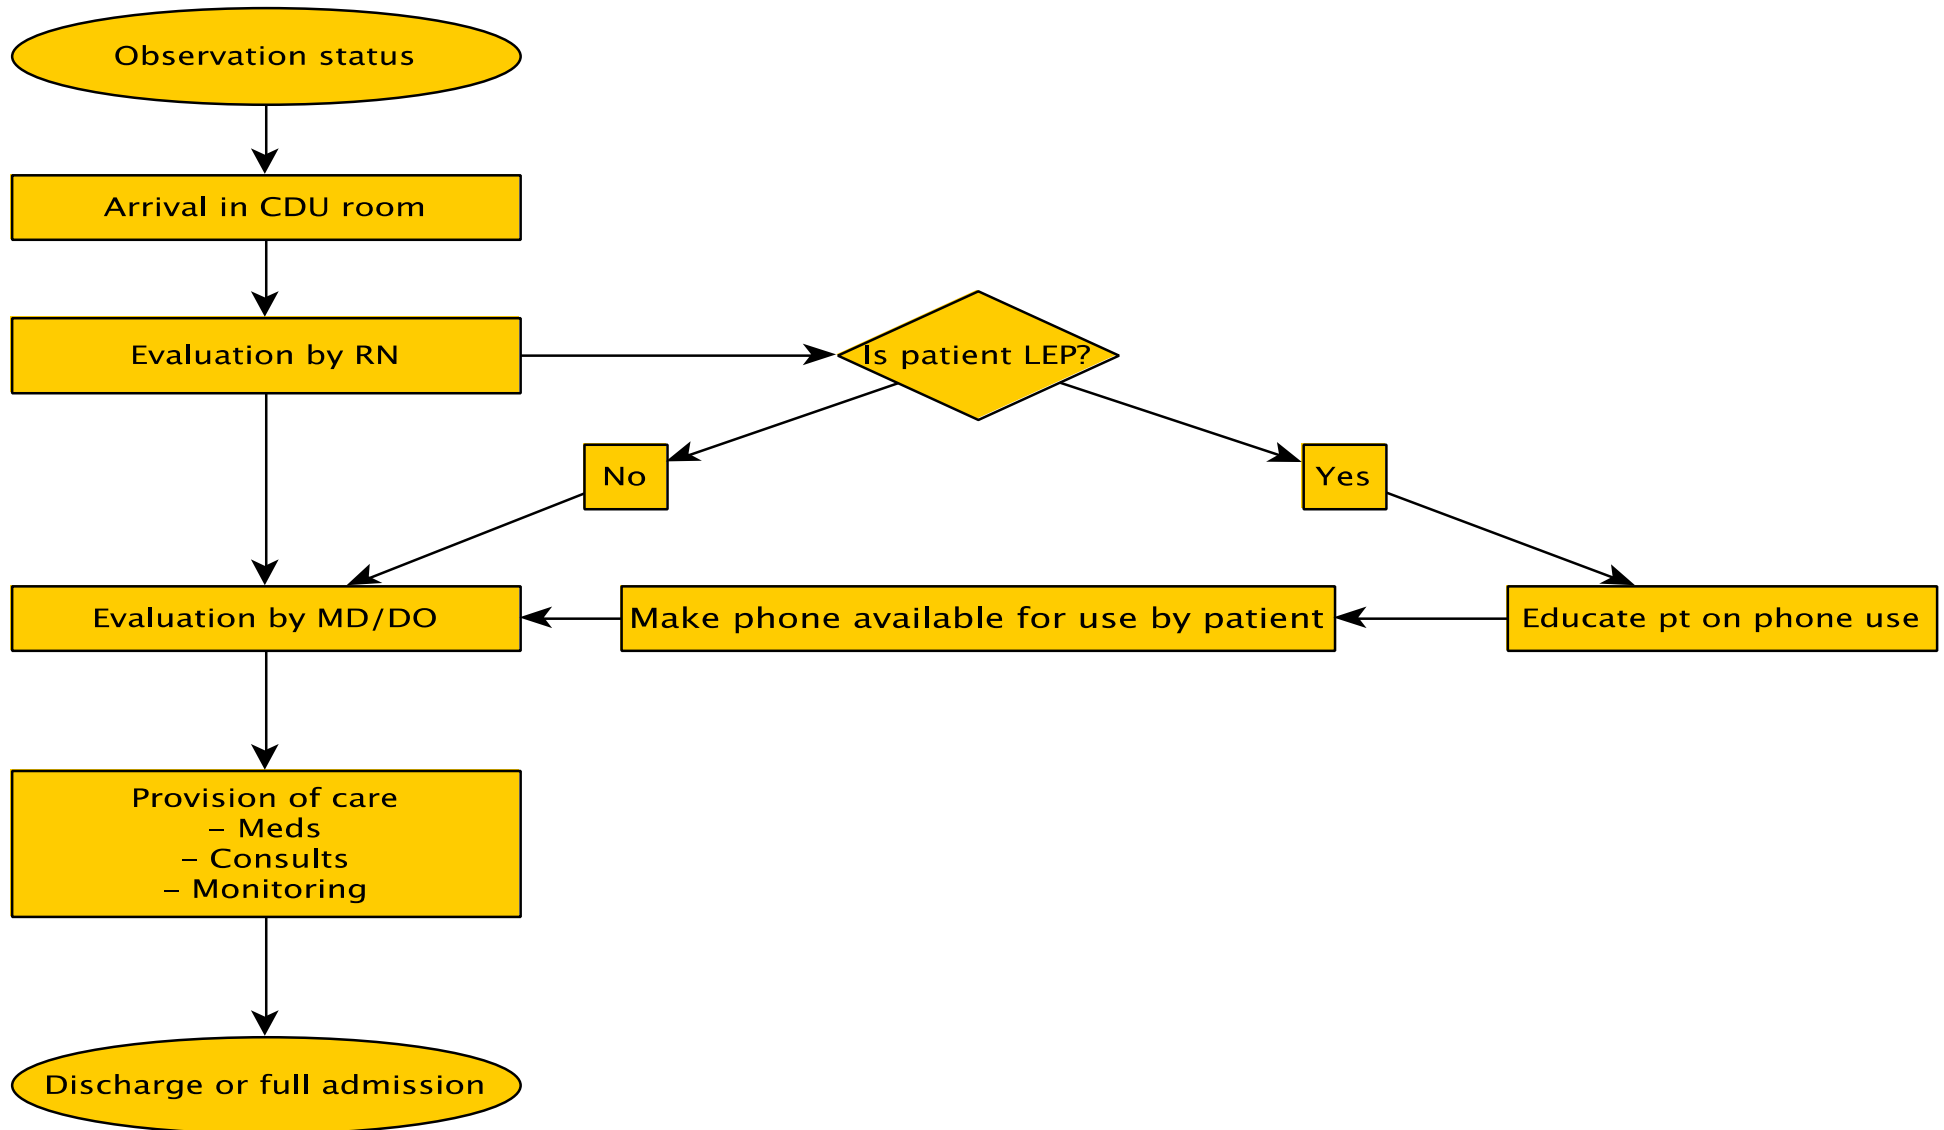 Observation status
Arrival in CDU room
Evaluation by RN
Is patient LEP?
No
Yes
Evaluation by MD/DO
Make phone available for use by patient
Educate pt on phone use
Provision of care
– Meds
– Consults
– Monitoring
Discharge or full admission